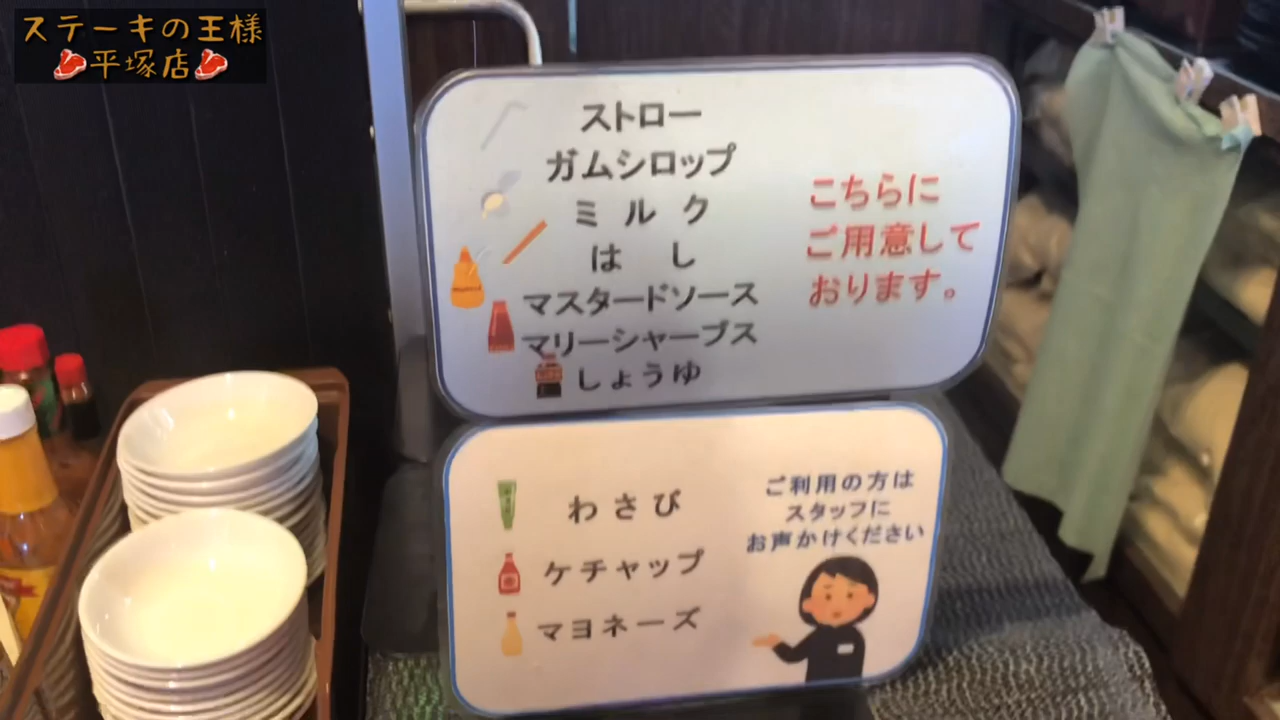 ステーキの王様
平塚店
ストロー
ガムシロップ
ミルク
はし
マスタードソース
マリーシャープス
しょうゆ
こちらに
ご用意して
おります。
わさび
ケチャップ
マヨネーズ
ご利用の方は
スタッフに
お声かけください